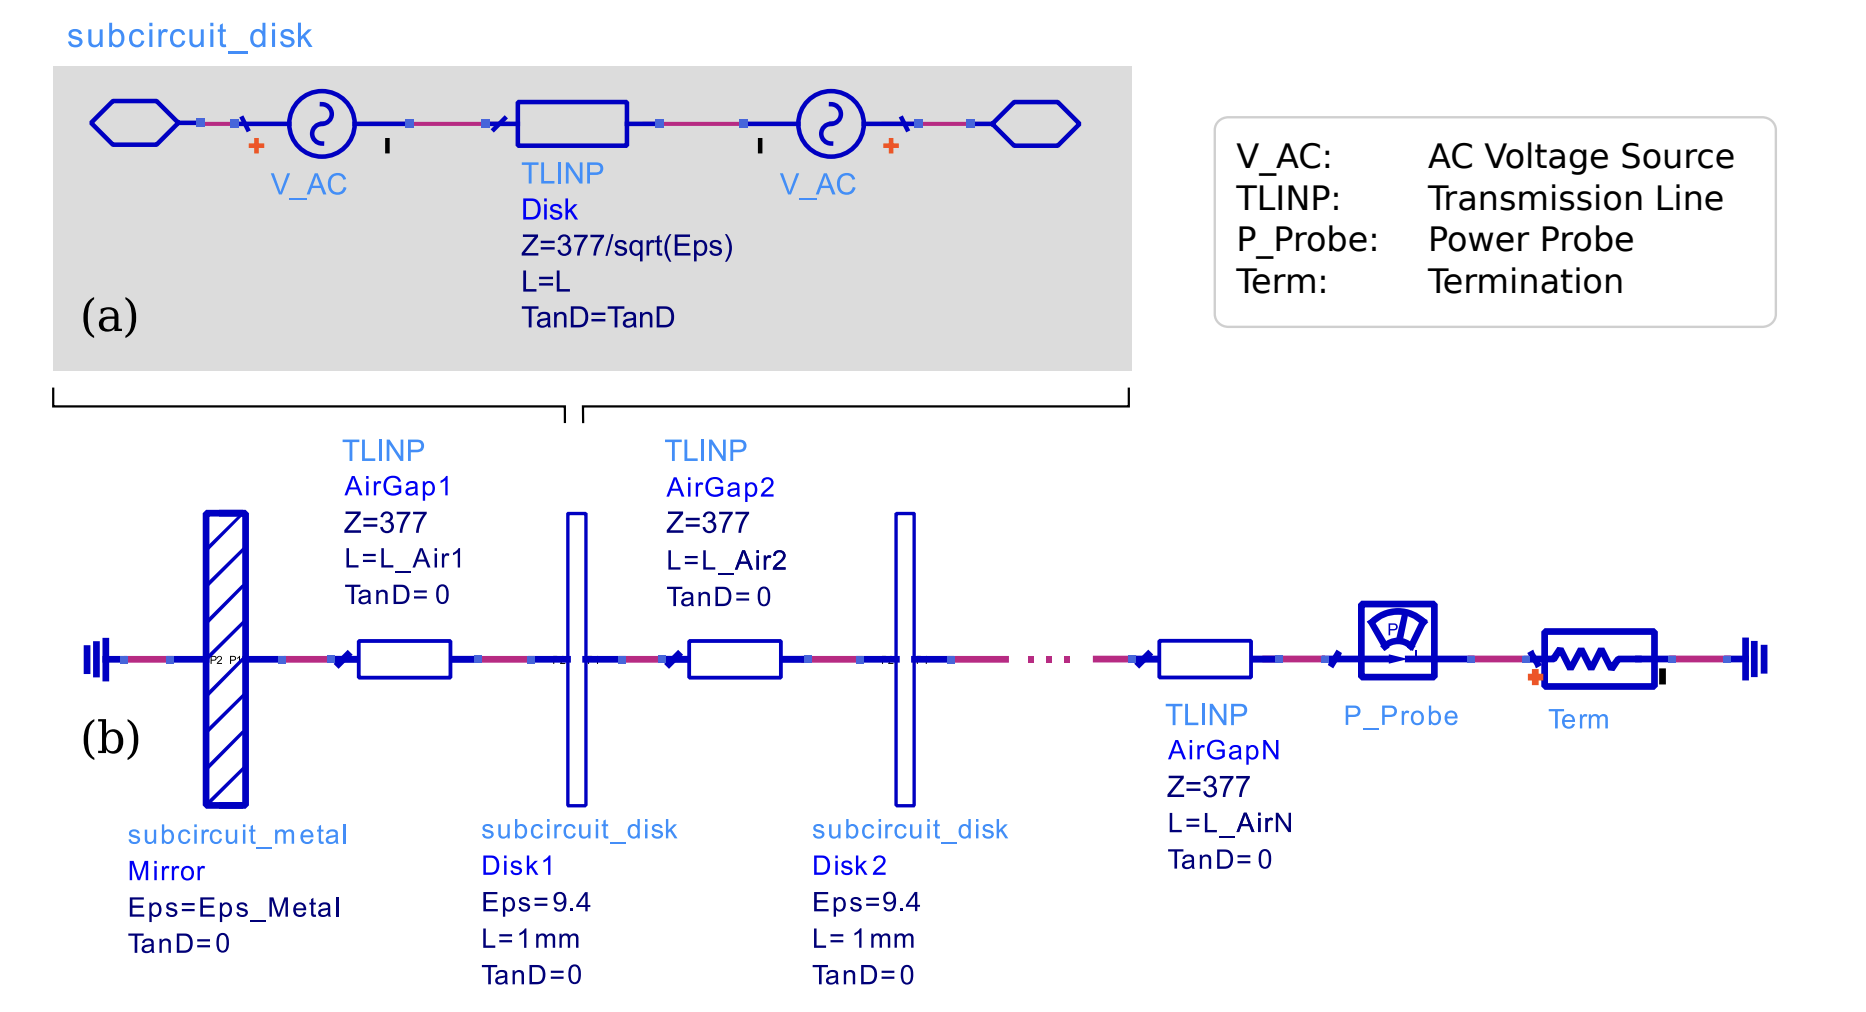 subcircuit_disk
V_AC
TLINP
Disk
Z=377/sqrt(Eps)
L=L
TanD=TanD
V_AC
(a)
V_AC: AC Voltage Source
TLINP: Transmission Line
P_Probe: Power Probe
Term: Termination
TLINP
AirGap1
Z=377
L=L_Air1
TanD=0
TLINP
AirGap2
Z=377
L=L_Air2
TanD=0
P2 P1
P
I
(b)
subcircuit_metal
Mirror
Eps=Eps_Metal
TanD=0
subcircuit_disk
Disk1
Eps=9.4
L=1mm
TanD=0
subcircuit_disk
Disk2
Eps=9.4
L=1mm
TanD=0
TLINP
AirGapN
Z=377
L=L_AirN
TanD=0
P_Probe
Term